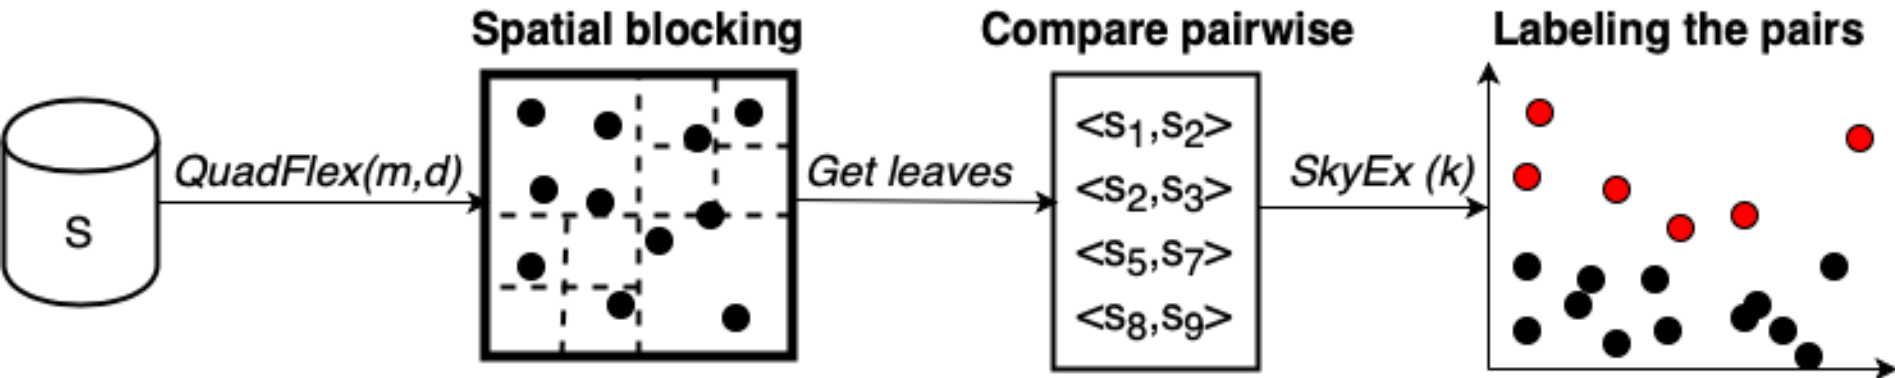 Spatial blocking
Compare pairwise
Labeling the pairs
S
QuadFlex(m,d)
Get leaves
<s₁,s₂>
<s₂,s₃>
<s₅,s₇>
<s₈,s₉>
SkyEx (k)